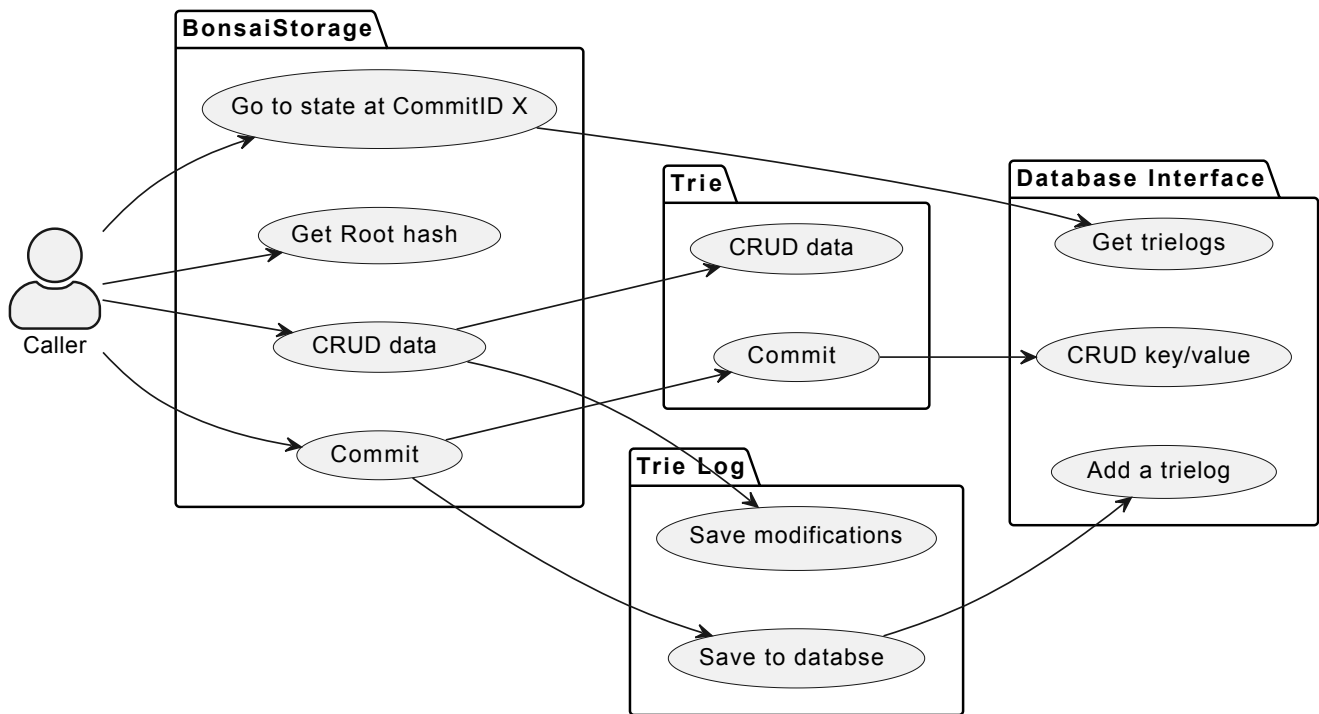 BonsaiStorage
Go to state at CommitID X
Get Root hash
CRUD data
Commit
Caller
Trie
CRUD data
Commit
Trie Log
Save modifications
Save to databse
Database Interface
Get trielogs
CRUD key/value
Add a trielog